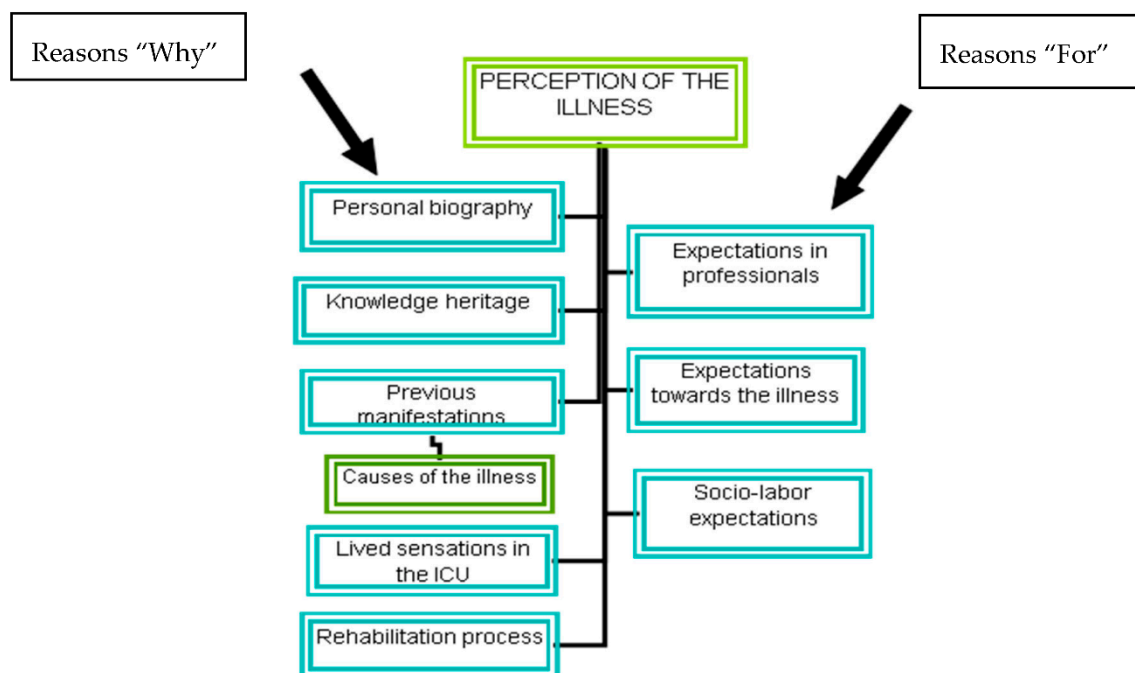 Reasons “Why”
Reasons “For”
PERCEPTION OF THE
ILLNESS
Personal biography
Knowledge heritage
Previous
manifestations
Causes of the illness
Lived sensations in
the ICU
Rehabilitation process
Expectations in
professionals
Expectations
towards the illness
Socio-labor
expectations